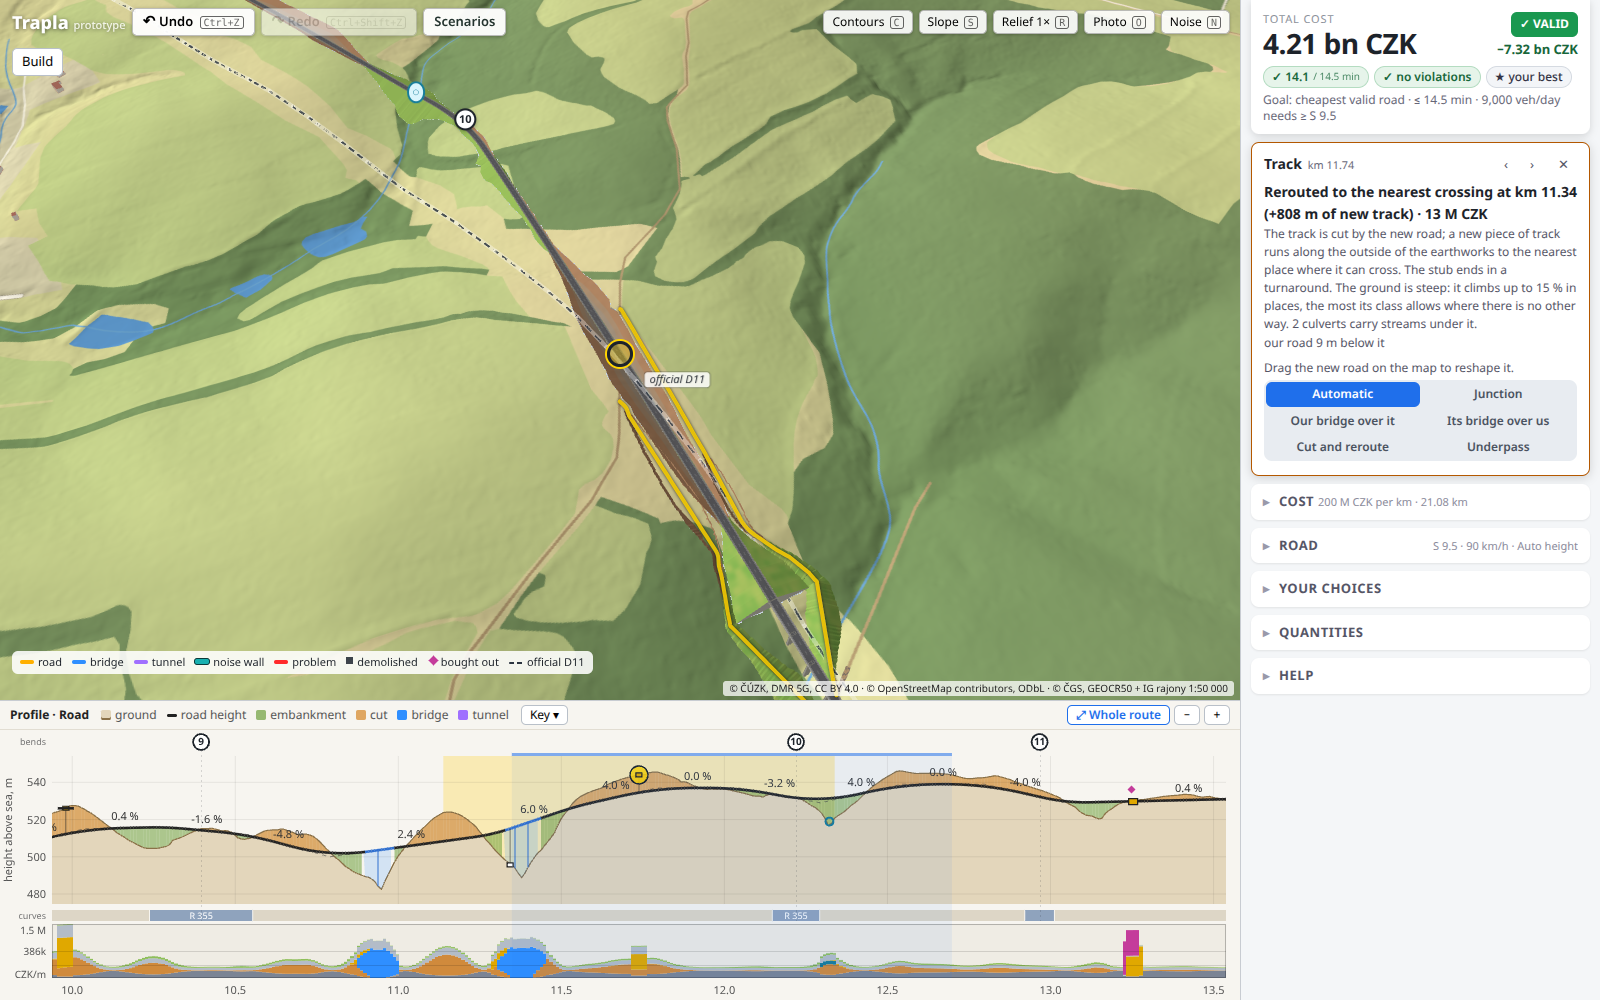 Trapla prototype
↶ Undo Ctrl+Z
↷ Redo Ctrl+Shift+Z
Scenarios
Contours C
Slope S
Relief 1× R
Photo O
Noise N
Build
10
official D11
road bridge tunnel noise wall problem demolished bought out official D11
© ČÚZK, DMR 5G, CC BY 4.0 · © OpenStreetMap contributors, ODbL · © ČGS, GEOCR50 + IG rajony 1:50 000
TOTAL COST
✓ VALID
4.21 bn CZK
−7.32 bn CZK
✓ 14.1 / 14.5 min
✓ no violations
★ your best
Goal: cheapest valid road · ≤ 14.5 min · 9,000 veh/day
needs ≥ S 9.5
Track km 11.74 ‹ › ✕
Rerouted to the nearest crossing at km 11.34
(+808 m of new track) · 13 M CZK
The track is cut by the new road; a new piece of track
runs along the outside of the earthworks to the nearest
place where it can cross. The stub ends in a
turnaround. The ground is steep: it climbs up to 15 % in
places, the most its class allows where there is no other
way. 2 culverts carry streams under it.
our road 9 m below it
Drag the new road on the map to reshape it.
Automatic Junction
Our bridge over it Its bridge over us
Cut and reroute Underpass
▶ COST 200 M CZK per km · 21.08 km
▶ ROAD S 9.5 · 90 km/h · Auto height
▶ YOUR CHOICES
▶ QUANTITIES
▶ HELP
Profile · Road ground road height embankment cut bridge tunnel Key ▾
⤢ Whole route − +
bends 9 10 11
height above sea, m
540
520
500
480
0.4 %
-1.6 %
-4.8 %
2.4 %
6.0 %
4.0 %
0.0 %
-3.2 %
4.0 %
0.0 %
-4.0 %
0.4 %
curves R 355 R 355
1.5 M
386k
CZK/m
10.0 10.5 11.0 11.5 12.0 12.5 13.0 13.5